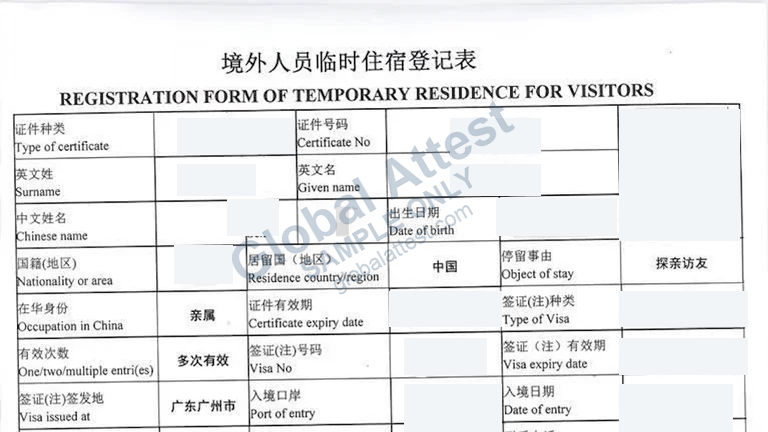 境外人员临时住宿登记表
REGISTRATION FORM OF TEMPORARY RESIDENCE FOR VISITORS
证件种类
Type of certificate
证件号码
Certificate No
英文姓
Surname
英文名
Given name
中文姓名
Chinese name
出生日期
Date of birth
国籍(地区)
Nationality or area
居留国（地区）
Residence country/region
中国
停留事由
Object of stay
探亲访友
在华身份
Occupation in China
亲属
证件有效期
Certificate expiry date
签证(注)种类
Type of Visa
有效次数
One/two/multiple entri(es)
多次有效
签证(注)号码
Visa No
签证（注）有效期
Visa expiry date
签证(注)签发地
Visa issued at
广东广州市
入境口岸
Port of entry
入境日期
Date of entry
Global Attest
SAMPLE ONLY
globalattest.com